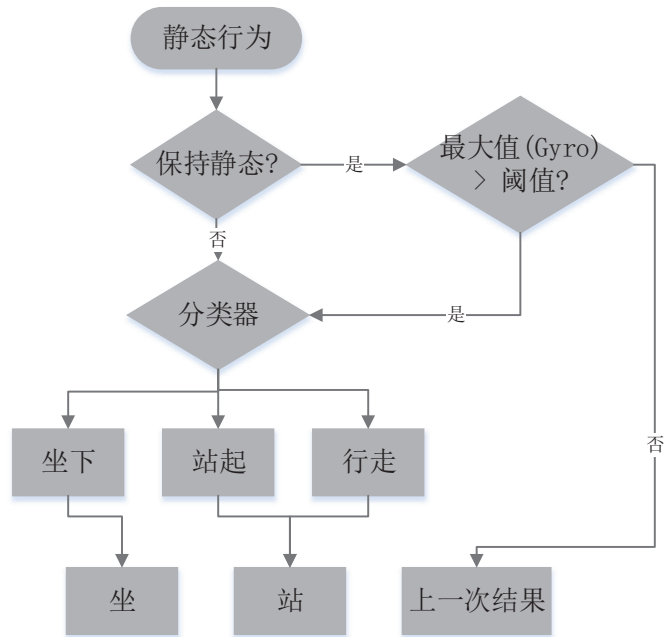 静态行为
保持静态?
是
最大值(Gyro)
> 阈值?
否
分类器
是
坐下
站起
行走
否
坐
站
上一次结果